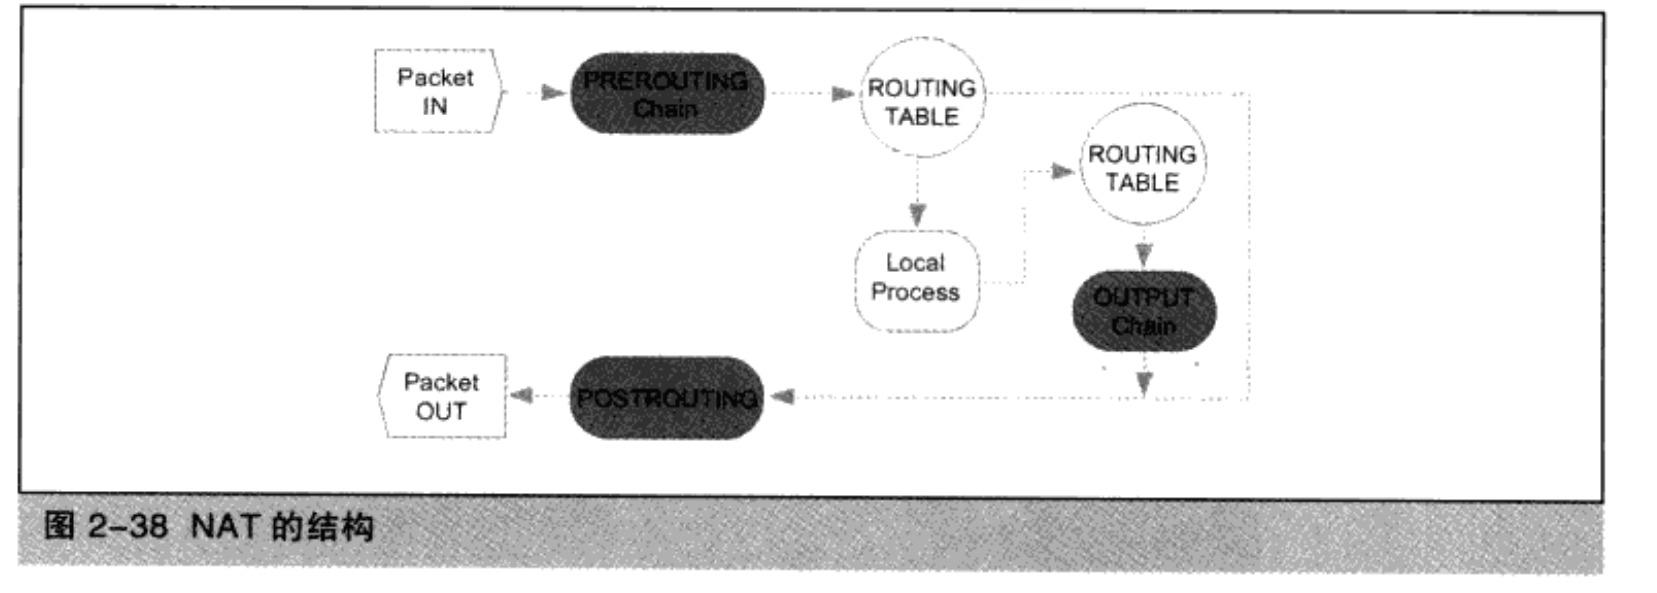 Packet
IN
PREROUTING
Chain
ROUTING
TABLE
ROUTING
TABLE
Local
Process
OUTPUT
Chain
Packet
OUT
POSTROUTING
图 2-38 NAT 的结构